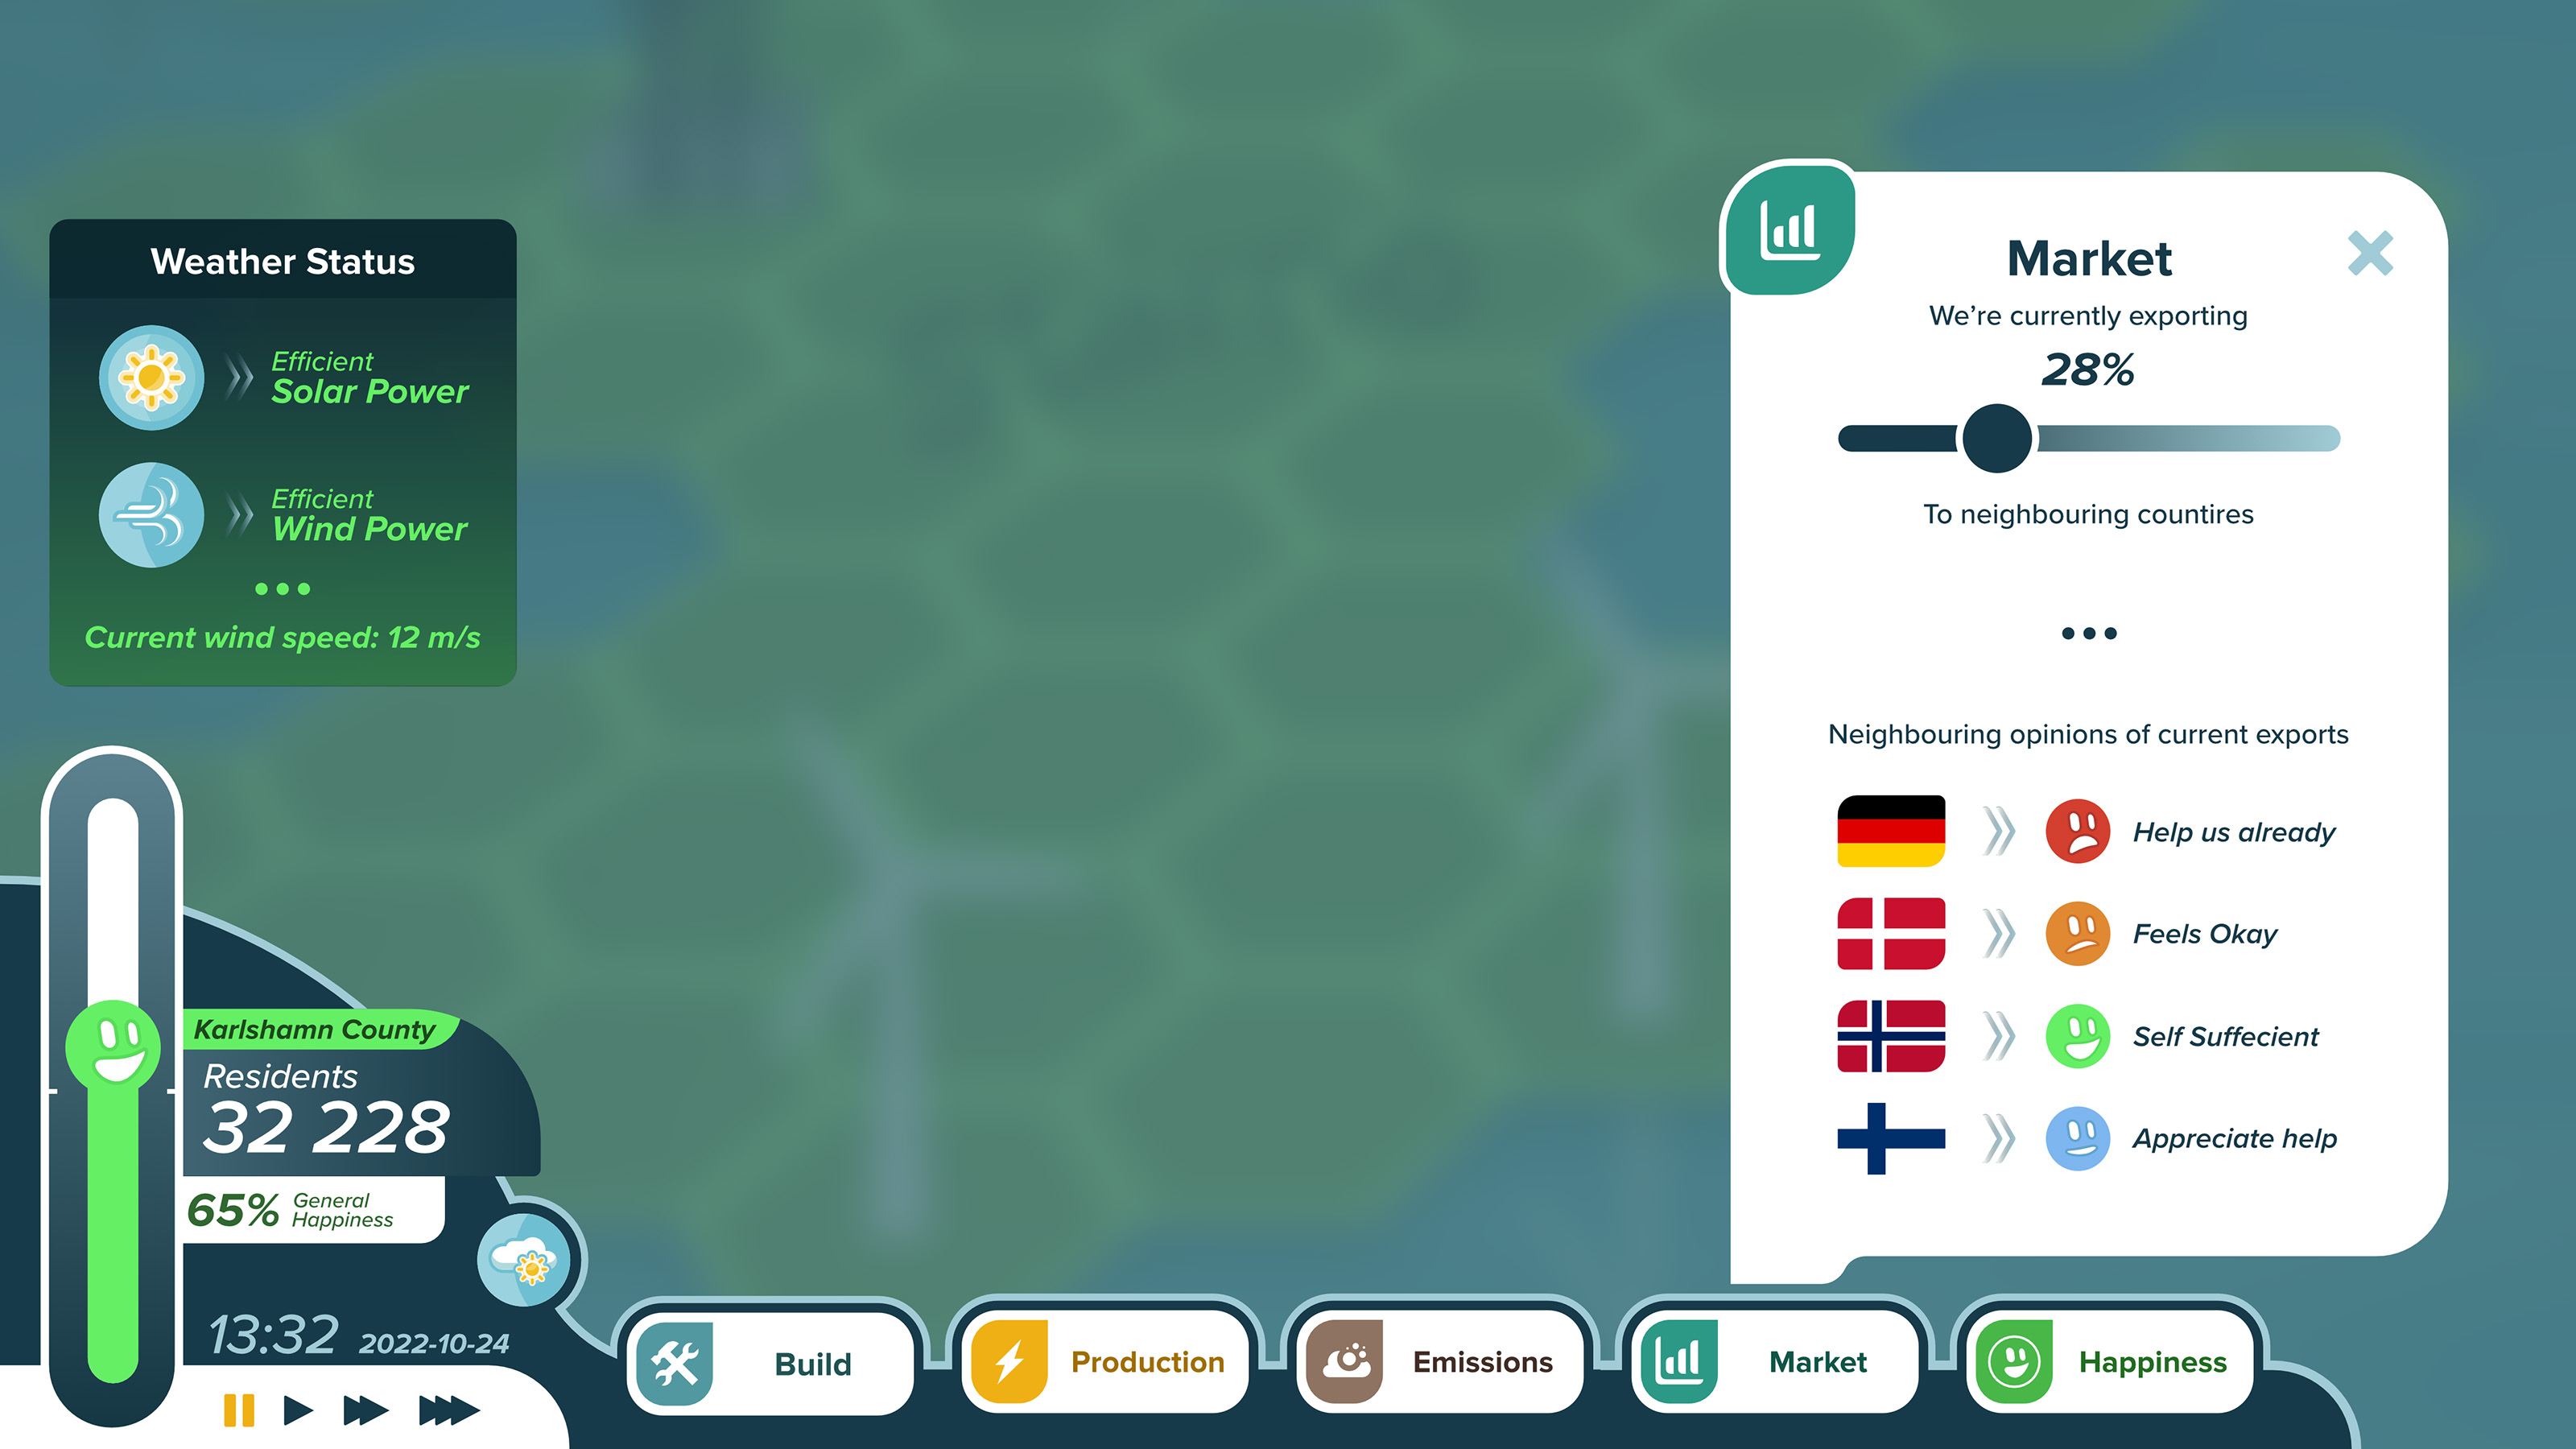 Weather Status
Efficient
Solar Power
Efficient
Wind Power
Current wind speed: 12 m/s
Karlshamn County
Residents
32 228
65% General
Happiness
13:32 2022-10-24
Market
We're currently exporting
28%
To neighbouring countires
Neighbouring opinions of current exports
Help us already
Feels Okay
Self Suffecient
Appreciate help
Build
Production
Emissions
Market
Happiness